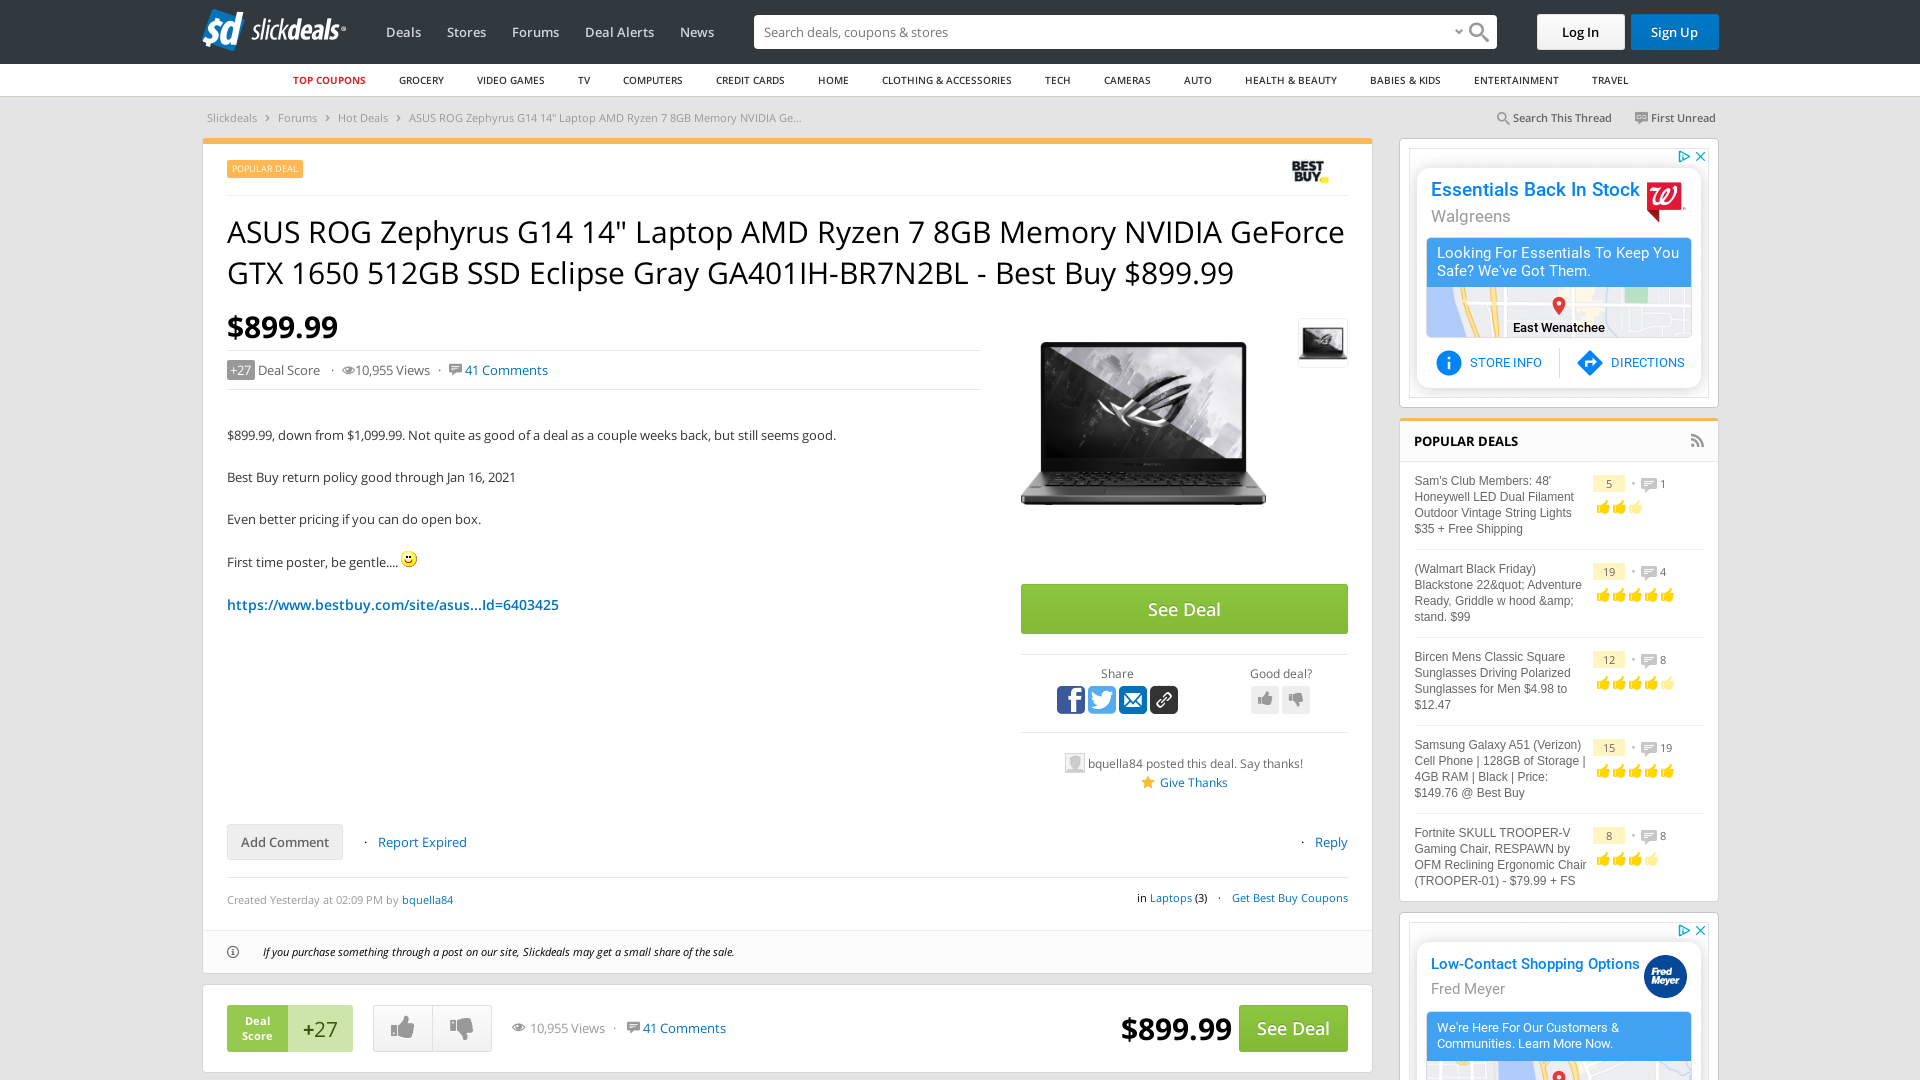 slickdeals
Deals
Stores
Forums
Deal Alerts
News
Search deals, coupons & stores
Log In
Sign Up
TOP COUPONS
GROCERY
VIDEO GAMES
TV
COMPUTERS
CREDIT CARDS
HOME
CLOTHING & ACCESSORIES
TECH
CAMERAS
AUTO
HEALTH & BEAUTY
BABIES & KIDS
ENTERTAINMENT
TRAVEL
Slickdeals › Forums › Hot Deals › ASUS ROG Zephyrus G14 14" Laptop AMD Ryzen 7 8GB Memory NVIDIA Ge...
Search This Thread
First Unread
POPULAR DEAL
BEST
BUY
ASUS ROG Zephyrus G14 14" Laptop AMD Ryzen 7 8GB Memory NVIDIA GeForce
GTX 1650 512GB SSD Eclipse Gray GA401IH-BR7N2BL - Best Buy $899.99
$899.99
+27 Deal Score · 10,955 Views · 41 Comments
$899.99, down from $1,099.99. Not quite as good of a deal as a couple weeks back, but still seems good.
Best Buy return policy good through Jan 16, 2021
Even better pricing if you can do open box.
First time poster, be gentle....
https://www.bestbuy.com/site/asus...Id=6403425
See Deal
Share
Good deal?
bquella84 posted this deal. Say thanks!
Give Thanks
Add Comment
· Report Expired
· Reply
Created Yesterday at 02:09 PM by bquella84
in Laptops (3) · Get Best Buy Coupons
If you purchase something through a post on our site, Slickdeals may get a small share of the sale.
Deal
Score
+27
10,955 Views · 41 Comments
$899.99
See Deal
Essentials Back In Stock
Walgreens
Looking For Essentials To Keep You
Safe? We've Got Them.
East Wenatchee
STORE INFO
DIRECTIONS
POPULAR DEALS
Sam's Club Members: 48'
Honeywell LED Dual Filament
Outdoor Vintage String Lights
$35 + Free Shipping
5 · 1
(Walmart Black Friday)
Blackstone 22&quot; Adventure
Ready, Griddle w hood &amp;
stand. $99
19 · 4
Bircen Mens Classic Square
Sunglasses Driving Polarized
Sunglasses for Men $4.98 to
$12.47
12 · 8
Samsung Galaxy A51 (Verizon)
Cell Phone | 128GB of Storage |
4GB RAM | Black | Price:
$149.76 @ Best Buy
15 · 19
Fortnite SKULL TROOPER-V
Gaming Chair, RESPAWN by
OFM Reclining Ergonomic Chair
(TROOPER-01) - $79.99 + FS
8 · 8
Low-Contact Shopping Options
Fred Meyer
Fred
Meyer
We're Here For Our Customers &
Communities. Learn More Now.